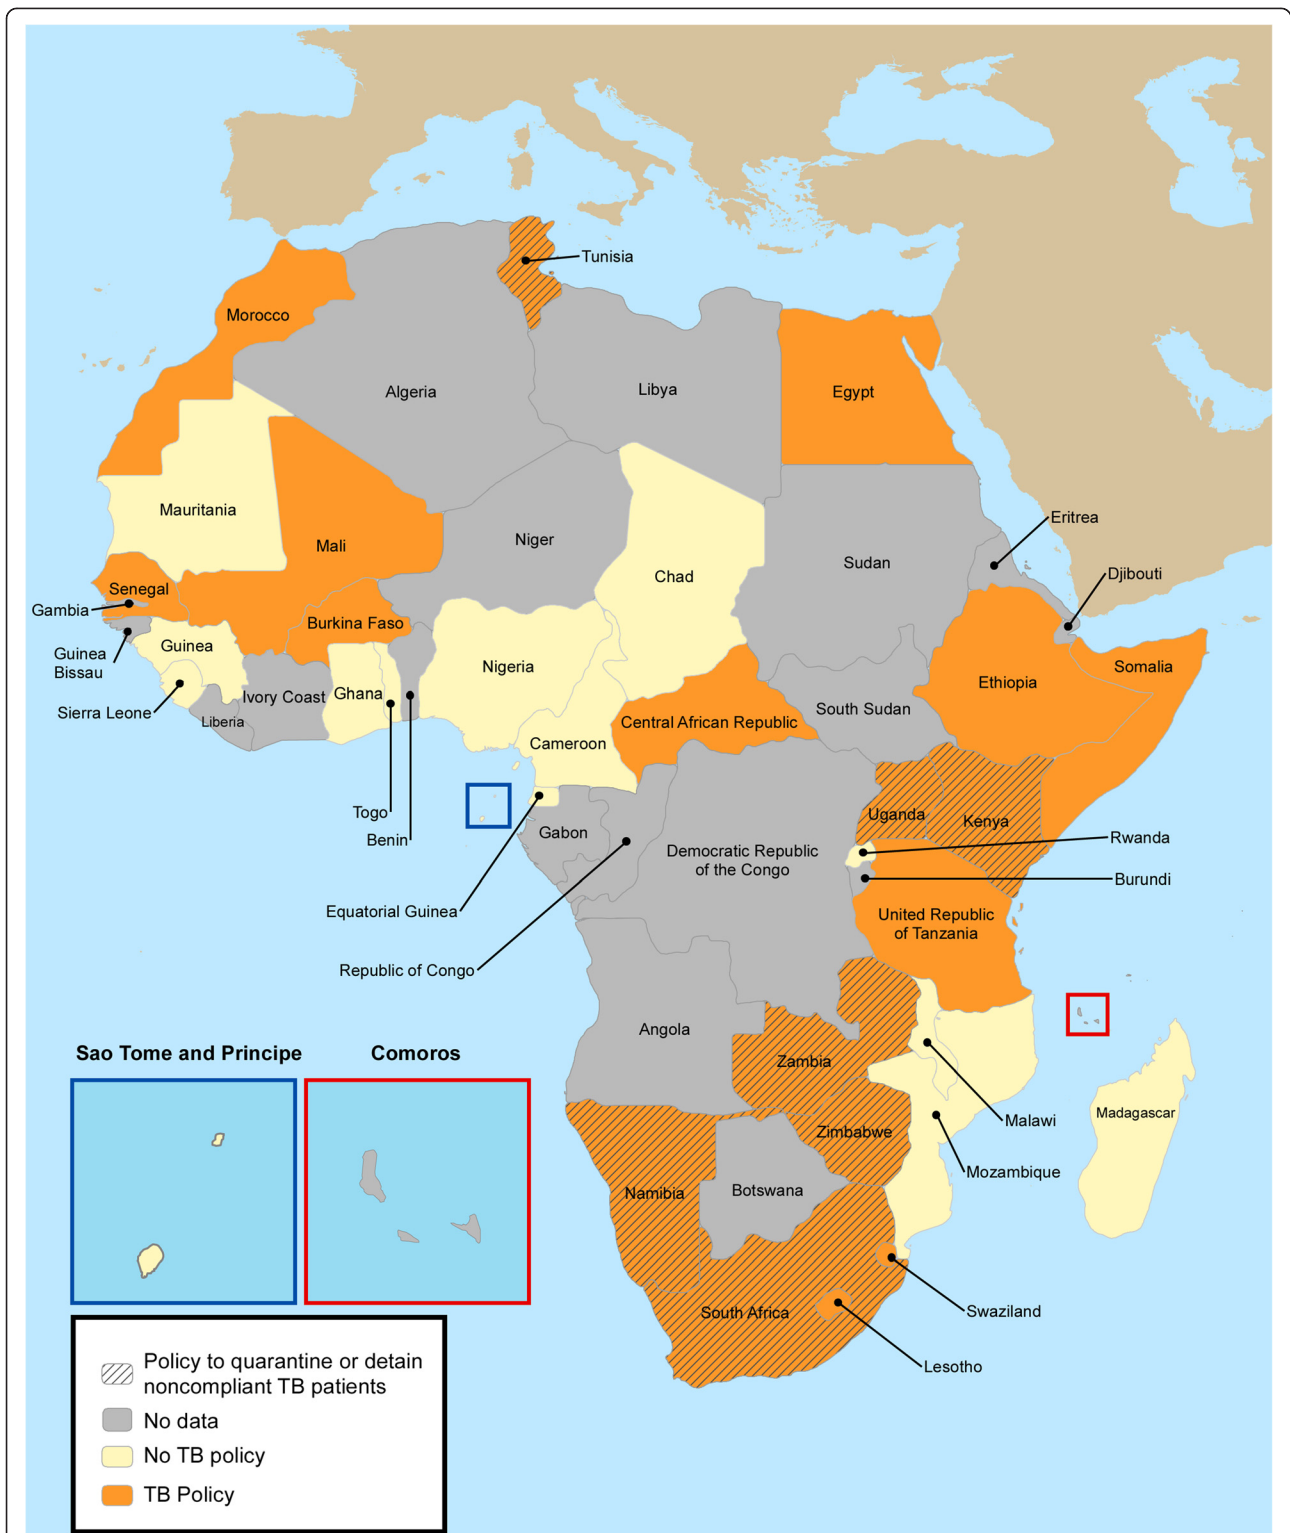 Tunisia
Morocco
Algeria
Libya
Egypt
Mauritania
Mali
Niger
Chad
Sudan
Eritrea
Djibouti
Senegal
Gambia
Burkina Faso
Guinea
Bissau
Guinea
Nigeria
Somalia
Ethiopia
Ghana
Ivory Coast
Sierra Leone
Liberia
South Sudan
Central African Republic
Cameroon
Togo
Benin
Gabon
Uganda
Kenya
Rwanda
Democratic Republic
of the Congo
Burundi
Equatorial Guinea
United Republic
of Tanzania
Republic of Congo
Angola
Sao Tome and Principe
Comoros
Zambia
Malawi
Madagascar
Zimbabwe
Mozambique
Namibia
Botswana
South Africa
Swaziland
Lesotho
Policy to quarantine or detain
noncompliant TB patients
No data
No TB policy
TB Policy